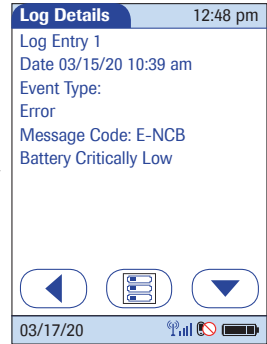 Log Details 12:48 pm
Log Entry 1
Date 03/15/20 10:39 am
Event Type:
Error
Message Code: E-NCB
Battery Critically Low
03/17/20